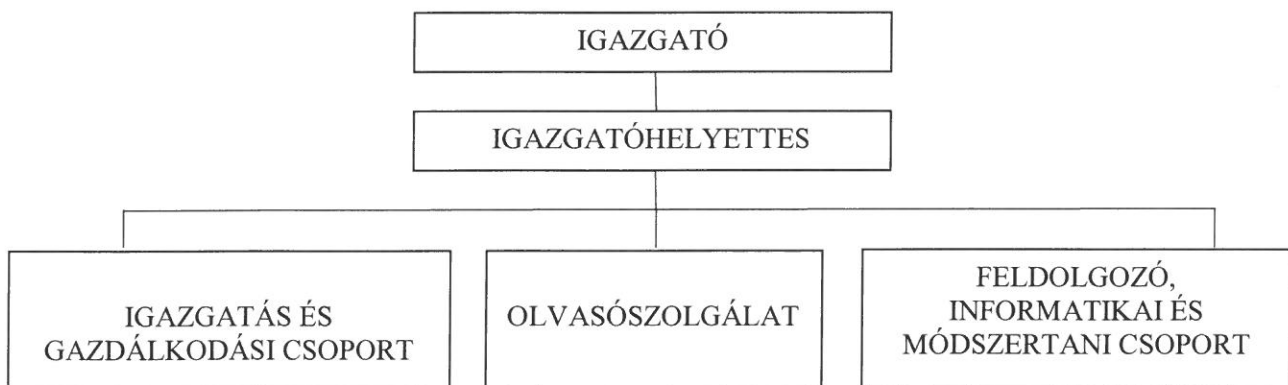 IGAZGATÓ
IGAZGATÓHELYETTES
IGAZGATÁS ÉS
GAZDÁLKODÁSI CSOPORT
OLVASÓSZOLGÁLAT
FELDOLGOZÓ,
INFORMATIKAI ÉS
MÓDSZERTANI CSOPORT